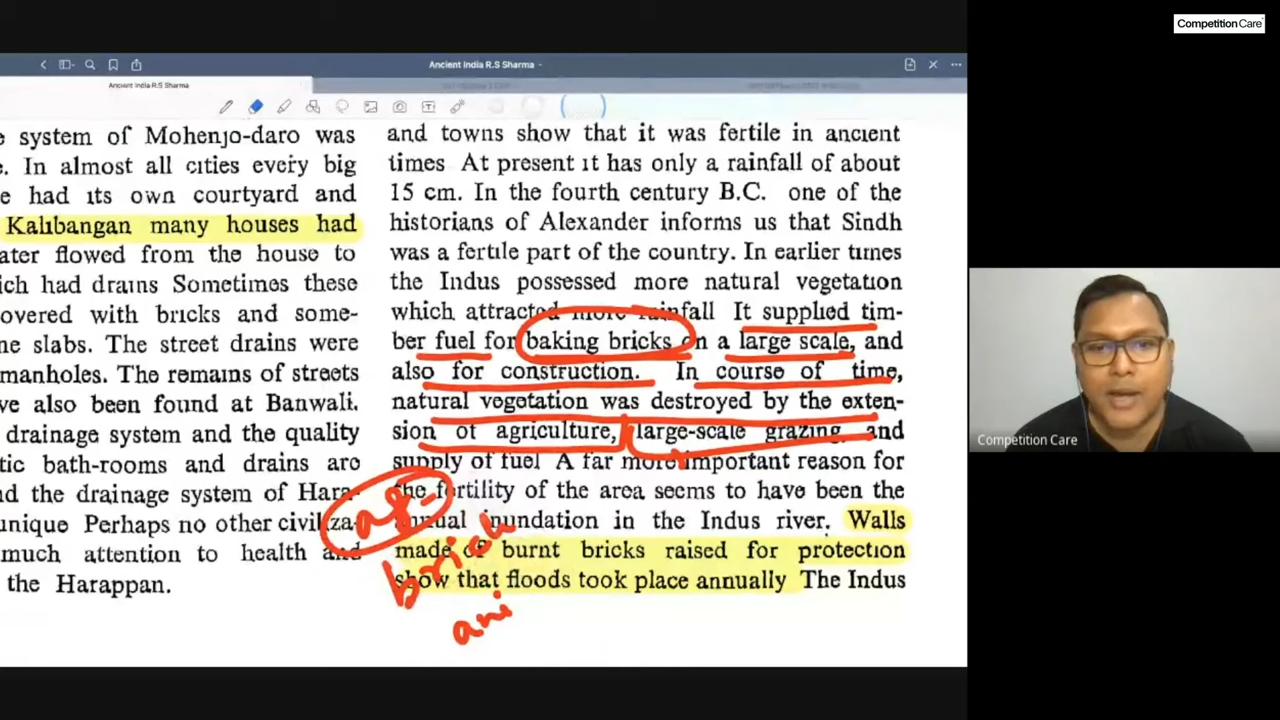 CompetitionCare
Ancient India R.S Sharma
Ancient India R.S Sharma
e system of Mohenjo-daro was
e. In almost all cities every big
e had its own courtyard and
Kalibangan many houses had
ater flowed from the house to
ich had drains Sometimes these
overed with bricks and some-
ne slabs. The street drains were
manholes. The remains of streets
ve also been found at Banwali.
drainage system and the quality
tic bath-rooms and drains are
nd the drainage system of Hara-
unique Perhaps no other civiliza-
much attention to health and
the Harappan.
and towns show that it was fertile in ancient
times. At present it has only a rainfall of about
15 cm. In the fourth century B.C. one of the
historians of Alexander informs us that Sindh
was a fertile part of the country. In earlier times
the Indus possessed more natural vegetation
which attracted more rainfall It supplied tim-
ber fuel for baking bricks on a large scale, and
also for construction. In course of time,
natural vegetation was destroyed by the exten-
sion of agriculture, large-scale grazing and
supply of fuel A far more important reason for
the fertility of the area seems to have been the
annual inundation in the Indus river. Walls
made of burnt bricks raised for protection
show that floods took place annually The Indus
brick
ani
Competition Care